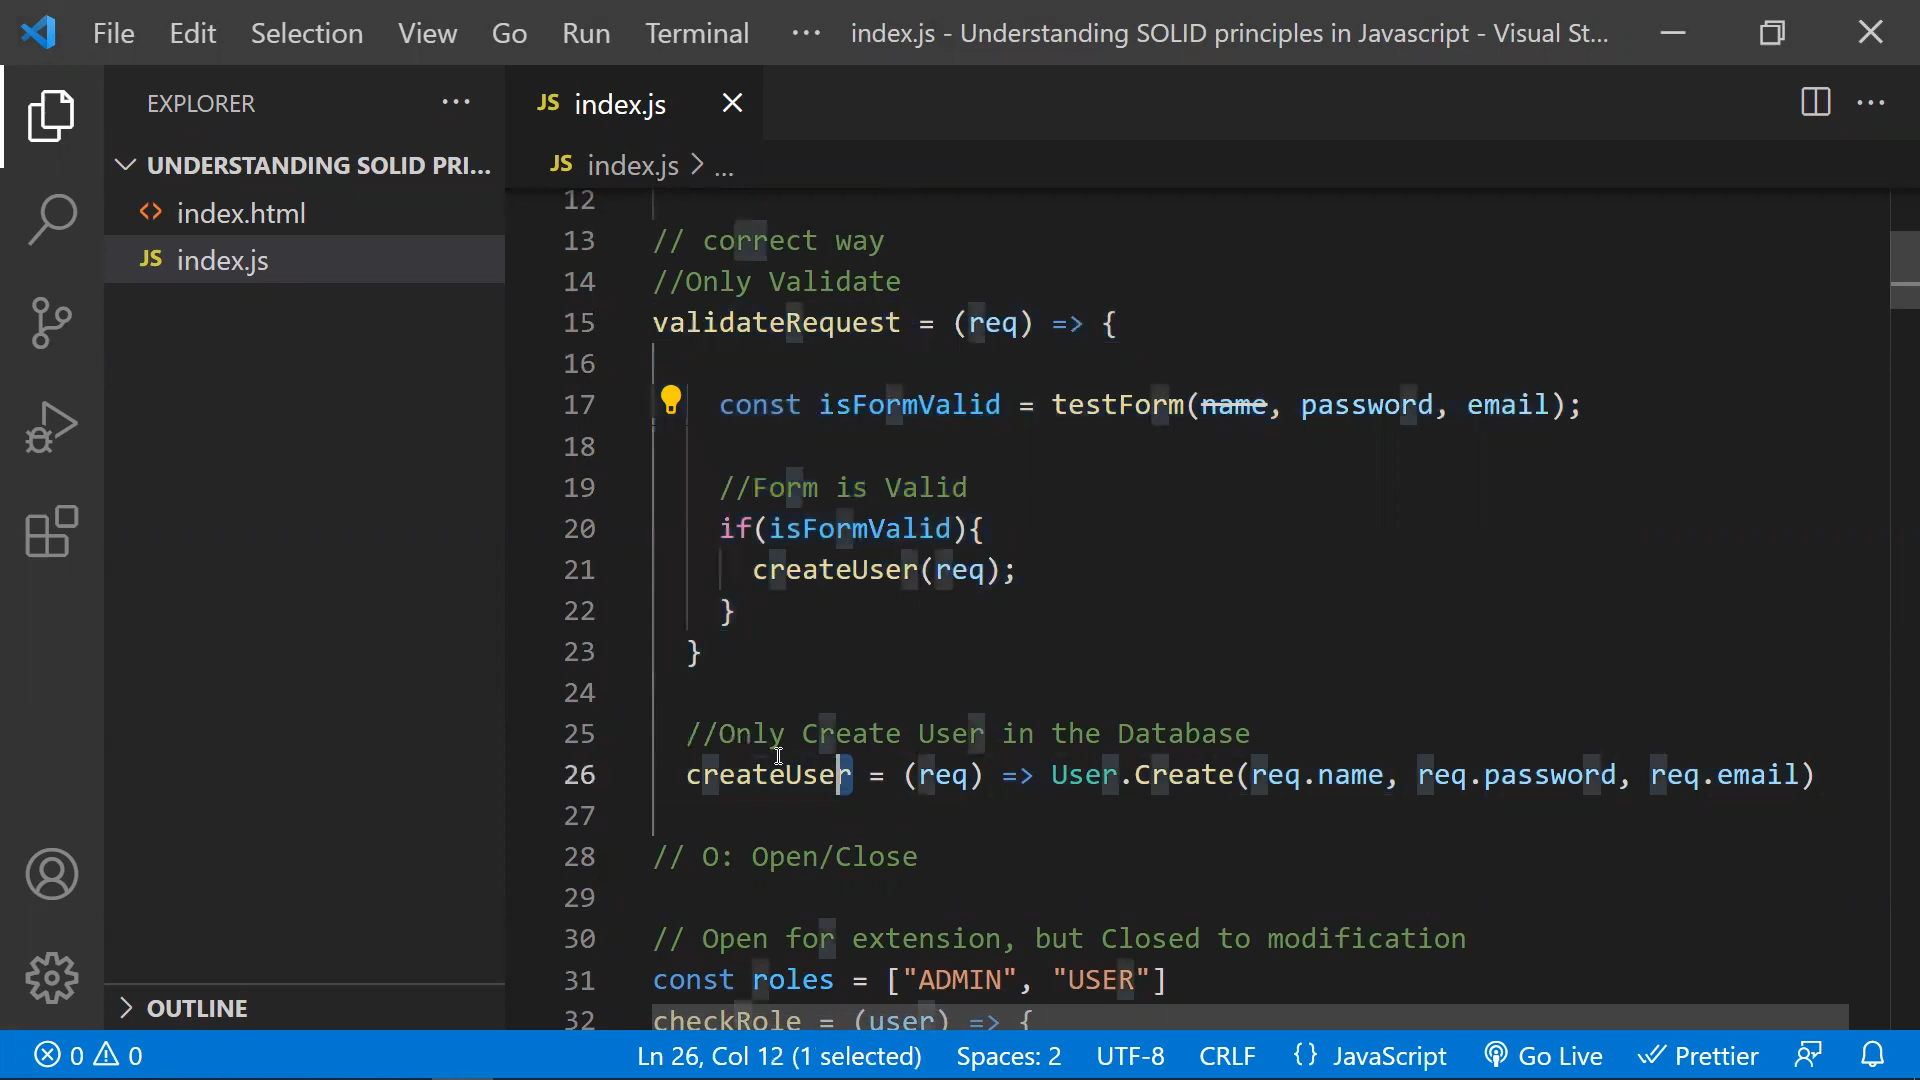 File Edit Selection View Go Run Terminal ··· index.js - Understanding SOLID principles in Javascript - Visual St...
EXPLORER ···
JS index.js
UNDERSTANDING SOLID PRI...
JS index.js > ...
<> index.html
JS index.js
12
13 // correct way
14 //Only Validate
15 validateRequest = (req) => {
16
17 const isFormValid = testForm(name, password, email);
18
19 //Form is Valid
20 if(isFormValid){
21 createUser(req);
22 }
23 }
24
25 //Only Create User in the Database
26 createUser = (req) => User.Create(req.name, req.password, req.email)
27
28 // O: Open/Close
29
30 // Open for extension, but Closed to modification
31 const roles = ["ADMIN", "USER"]
32 checkRole = (user) => {
OUTLINE
0 0 Ln 26, Col 12 (1 selected) Spaces: 2 UTF-8 CRLF {} JavaScript Go Live Prettier